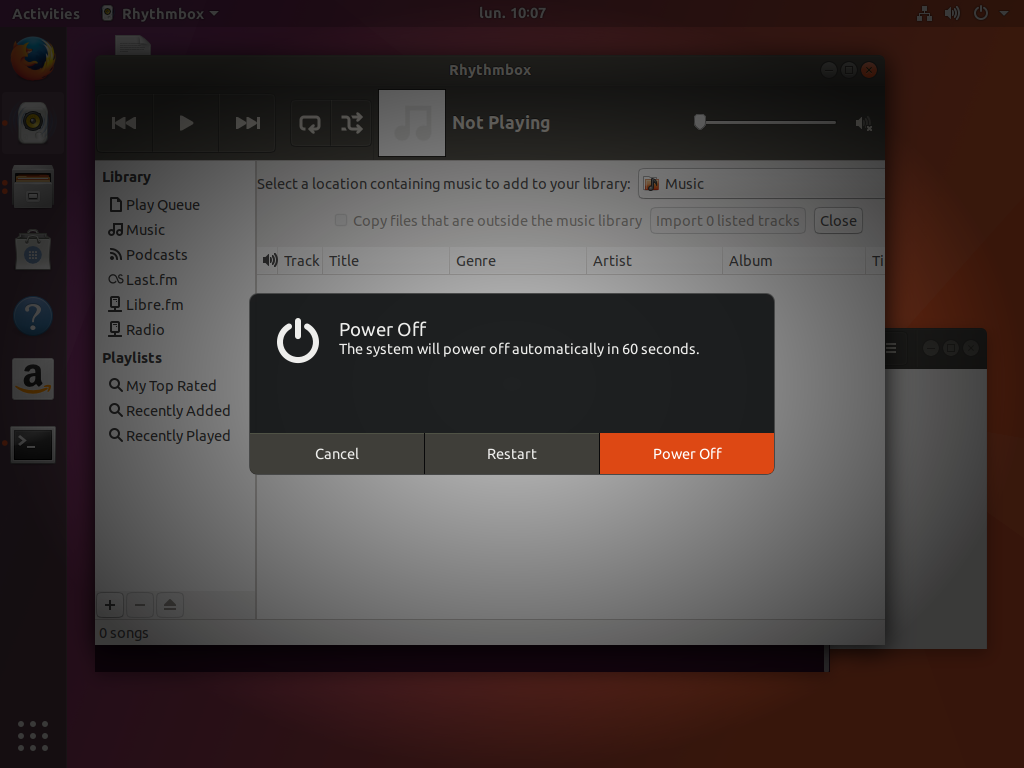 Activities Rhythmbox lun. 10:07
Rhythmbox
Not Playing
Library
Play Queue
Music
Podcasts
Last.fm
Libre.fm
Radio
Playlists
My Top Rated
Recently Added
Recently Played
Select a location containing music to add to your library: Music
Copy files that are outside the music library Import 0 listed tracks Close
Track Title Genre Artist Album Ti
Power Off
The system will power off automatically in 60 seconds.
Cancel Restart Power Off
0 songs